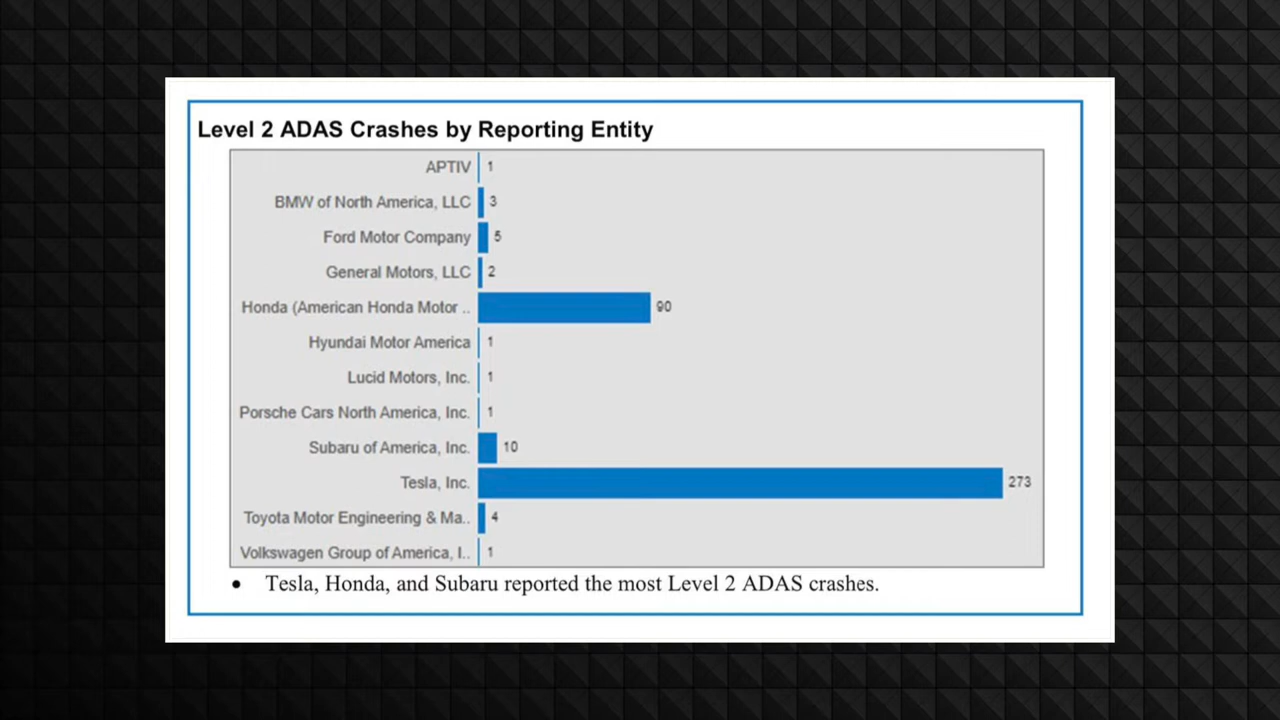 Level 2 ADAS Crashes by Reporting Entity
APTIV 1
BMW of North America, LLC 3
Ford Motor Company 5
General Motors, LLC 2
Honda (American Honda Motor .. 90
Hyundai Motor America 1
Lucid Motors, Inc. 1
Porsche Cars North America, Inc. 1
Subaru of America, Inc. 10
Tesla, Inc. 273
Toyota Motor Engineering & Ma.. 4
Volkswagen Group of America, I.. 1
• Tesla, Honda, and Subaru reported the most Level 2 ADAS crashes.